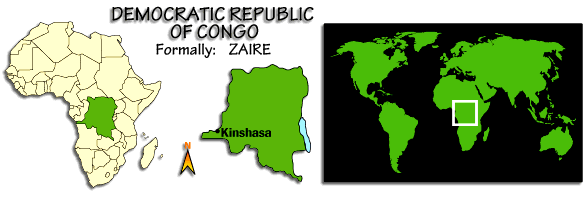 DEMOCRATIC REPUBLIC
OF CONGO
Formally: ZAIRE
Kinshasa
N